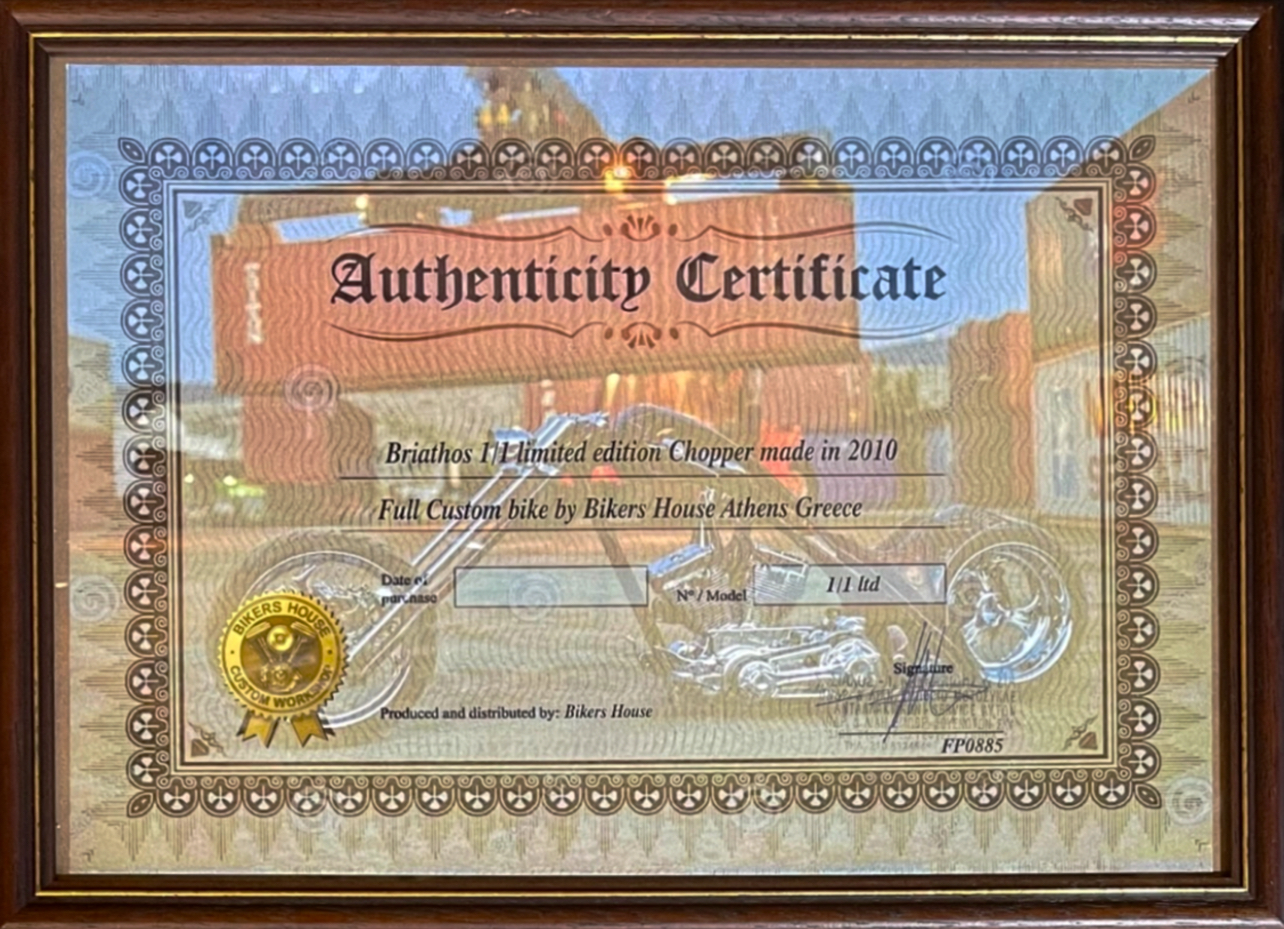 Authenticity Certificate
Briathos 1/1 limited edition Chopper made in 2010
Full Custom bike by Bikers House Athens Greece
Date of
purchase
Nº / Model
1/1 ltd
BIKERS HOUSE
CUSTOM WORKSHOP
Signature
Produced and distributed by: Bikers House
FP0885